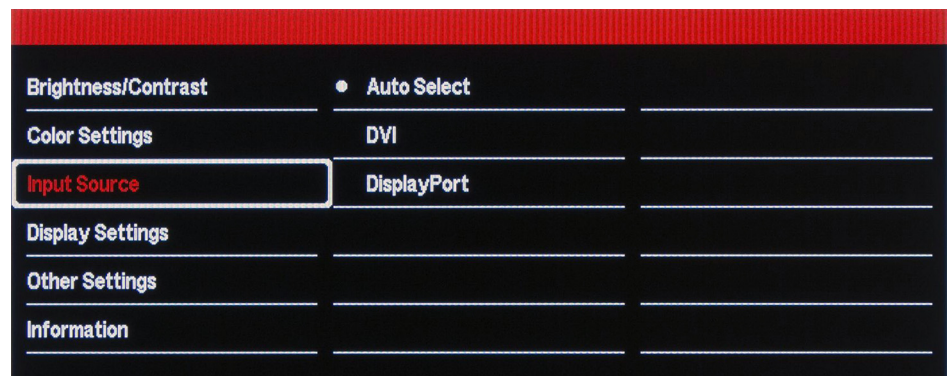 Brightness/Contrast
Auto Select
Color Settings
DVI
Input Source
DisplayPort
Display Settings
Other Settings
Information